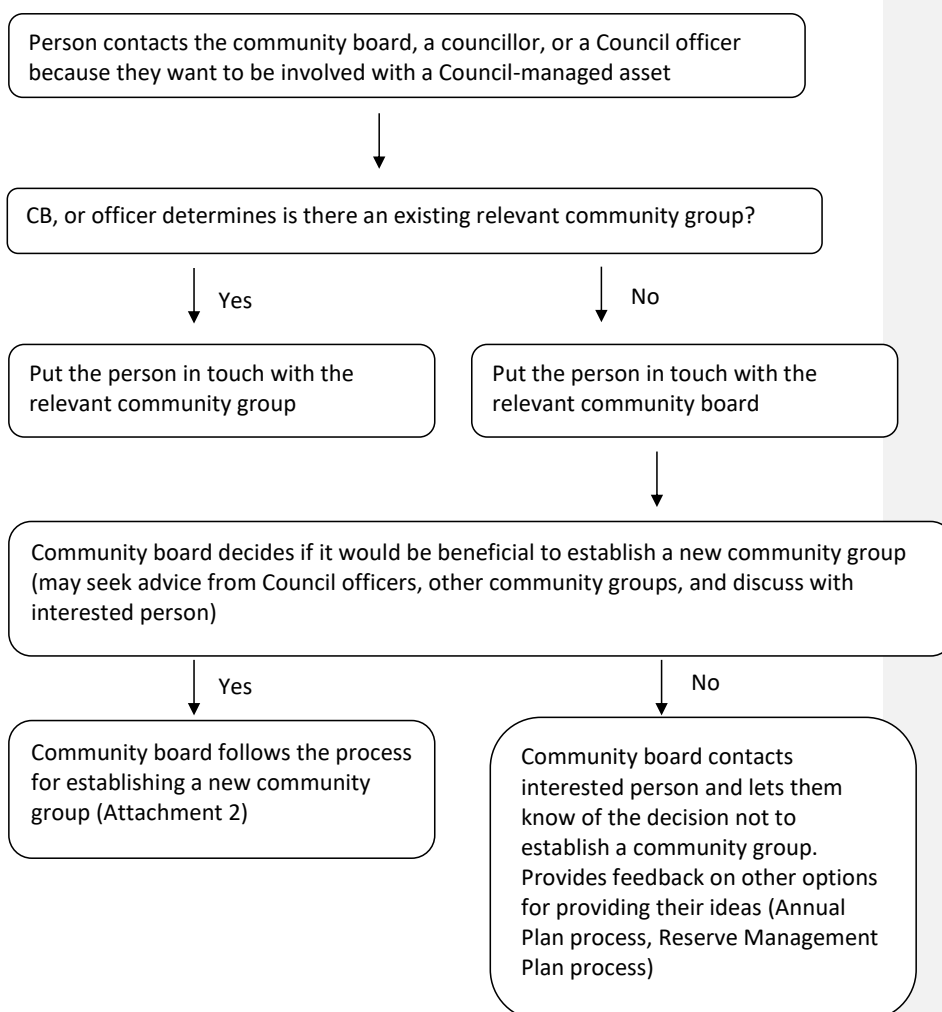 Person contacts the community board, a councillor, or a Council officer
because they want to be involved with a Council-managed asset
CB, or officer determines is there an existing relevant community group?
Yes
No
Put the person in touch with the
relevant community group
Put the person in touch with the
relevant community board
Community board decides if it would be beneficial to establish a new community group
(may seek advice from Council officers, other community groups, and discuss with
interested person)
Yes
No
Community board follows the process
for establishing a new community
group (Attachment 2)
Community board contacts
interested person and lets them
know of the decision not to
establish a community group.
Provides feedback on other options
for providing their ideas (Annual
Plan process, Reserve Management
Plan process)